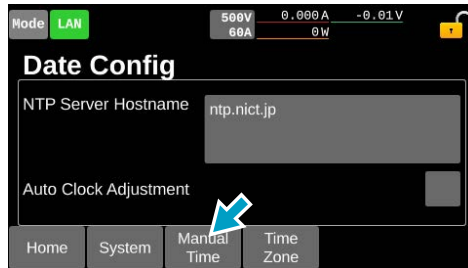 Mode LAN 500V 0.000A -0.01V
60A 0W
Date Config
NTP Server Hostname ntp.nict.jp
Auto Clock Adjustment
Home System Manual Time Time Zone